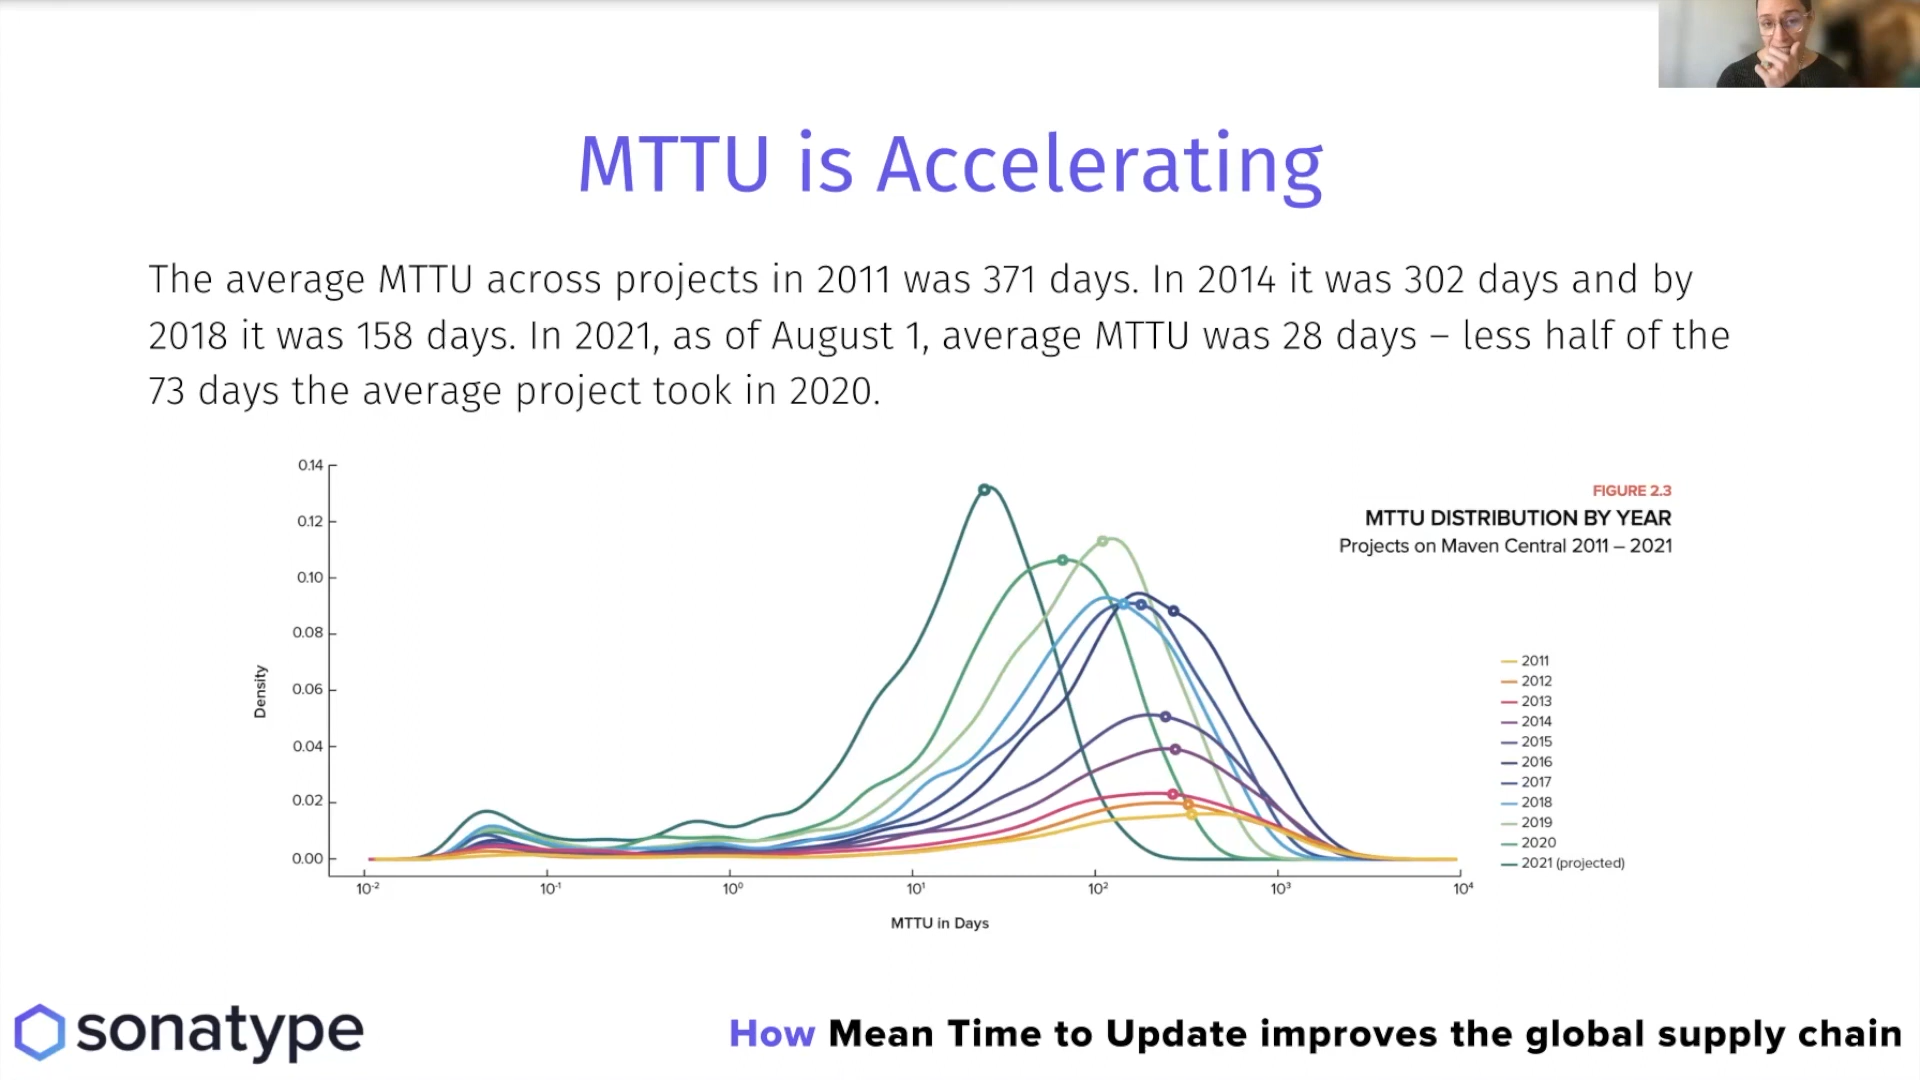 MTTU is Accelerating
The average MTTU across projects in 2011 was 371 days. In 2014 it was 302 days and by
2018 it was 158 days. In 2021, as of August 1, average MTTU was 28 days – less half of the
73 days the average project took in 2020.
FIGURE 2.3
MTTU DISTRIBUTION BY YEAR
Projects on Maven Central 2011 – 2021
0.14
0.12
0.10
0.08
0.06
0.04
0.02
0.00
Density
10⁻²
10⁻¹
10⁰
10¹
10²
10³
10⁴
MTTU in Days
2011
2012
2013
2014
2015
2016
2017
2018
2019
2020
2021 (projected)
sonatype
How Mean Time to Update improves the global supply chain